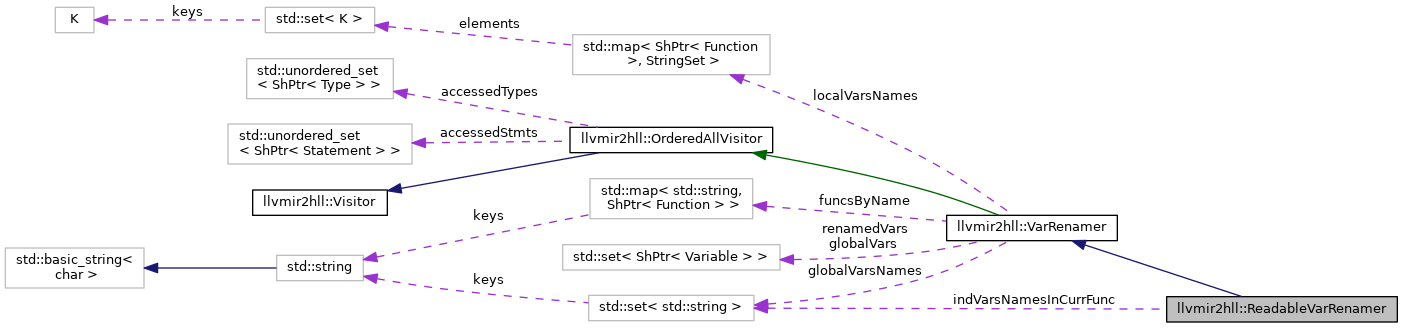 K
keys
std::set< K >
elements
std::map< ShPtr< Function
>, StringSet >
std::unordered_set
< ShPtr< Type > >
accessedTypes
localVarsNames
std::unordered_set
< ShPtr< Statement > >
accessedStmts
llvmir2hll::OrderedAllVisitor
llvmir2hll::Visitor
std::map< std::string,
ShPtr< Function > >
funcsByName
keys
renamedVars
globalVars
llvmir2hll::VarRenamer
std::basic_string<
char >
std::string
std::set< ShPtr< Variable > >
globalVarsNames
keys
std::set< std::string >
indVarsNamesInCurrFunc
llvmir2hll::ReadableVarRenamer